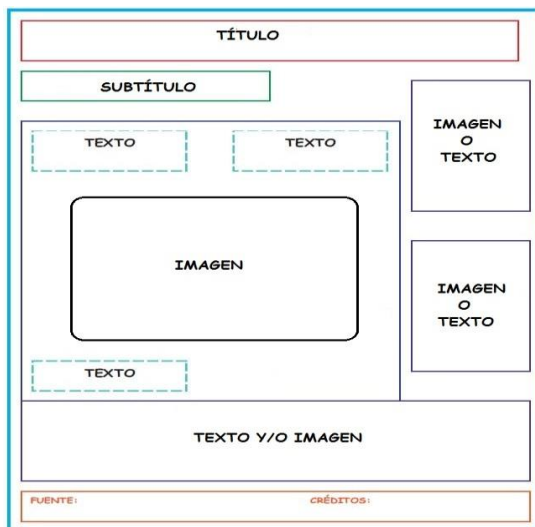 TÍTULO
SUBTÍTULO
TEXTO
TEXTO
IMAGEN
TEXTO
IMAGEN
O
TEXTO
IMAGEN
O
TEXTO
TEXTO Y/O IMAGEN
FUENTE:
CRÉDITOS: